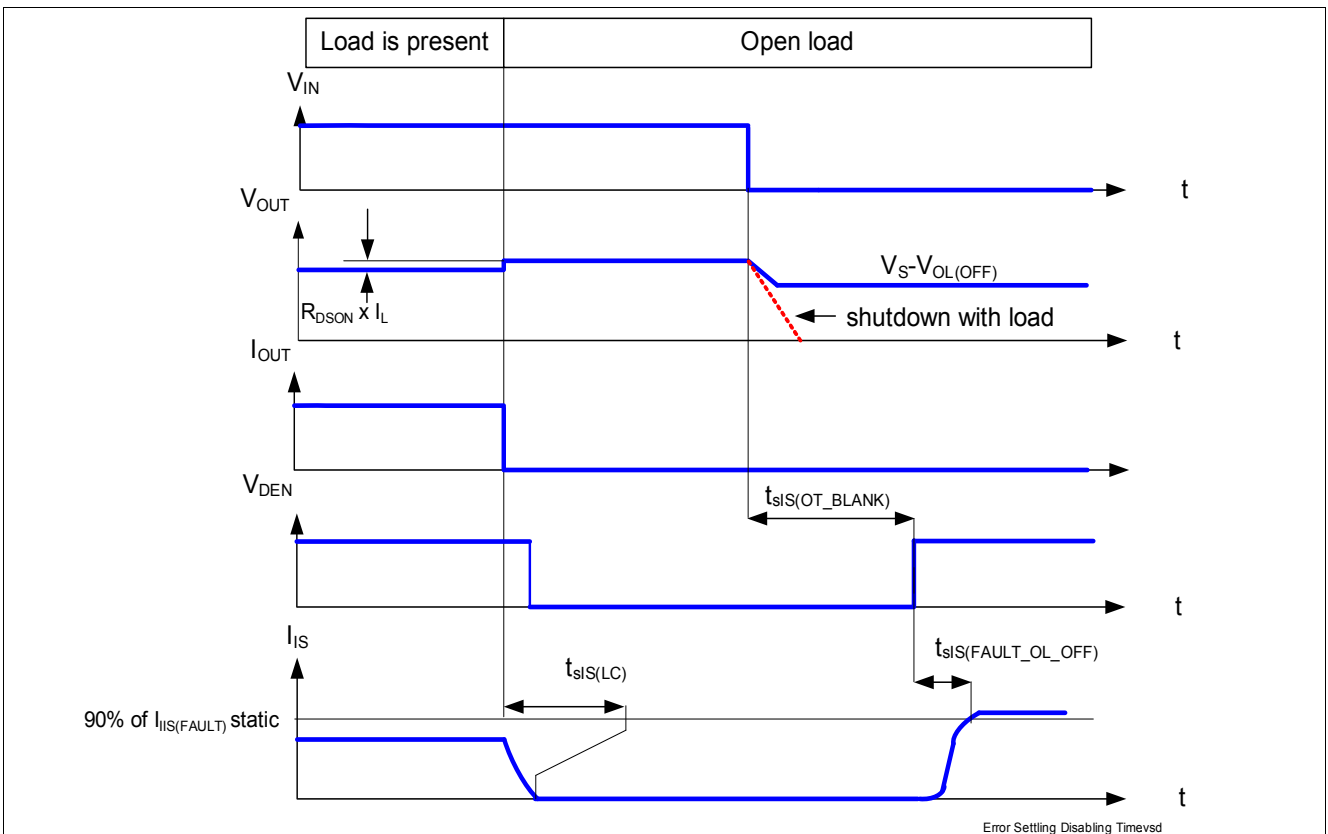 Load is present
Open load
VIN
t
VOUT
RDSON x IL
VS-VOL(OFF)
shutdown with load
t
IOUT
VDEN
tsIS(OT_BLANK)
t
IIS
tsIS(LC)
tsIS(FAULT_OL_OFF)
90% of IIIS(FAULT) static
t
Error Settling Disabling Timevsd